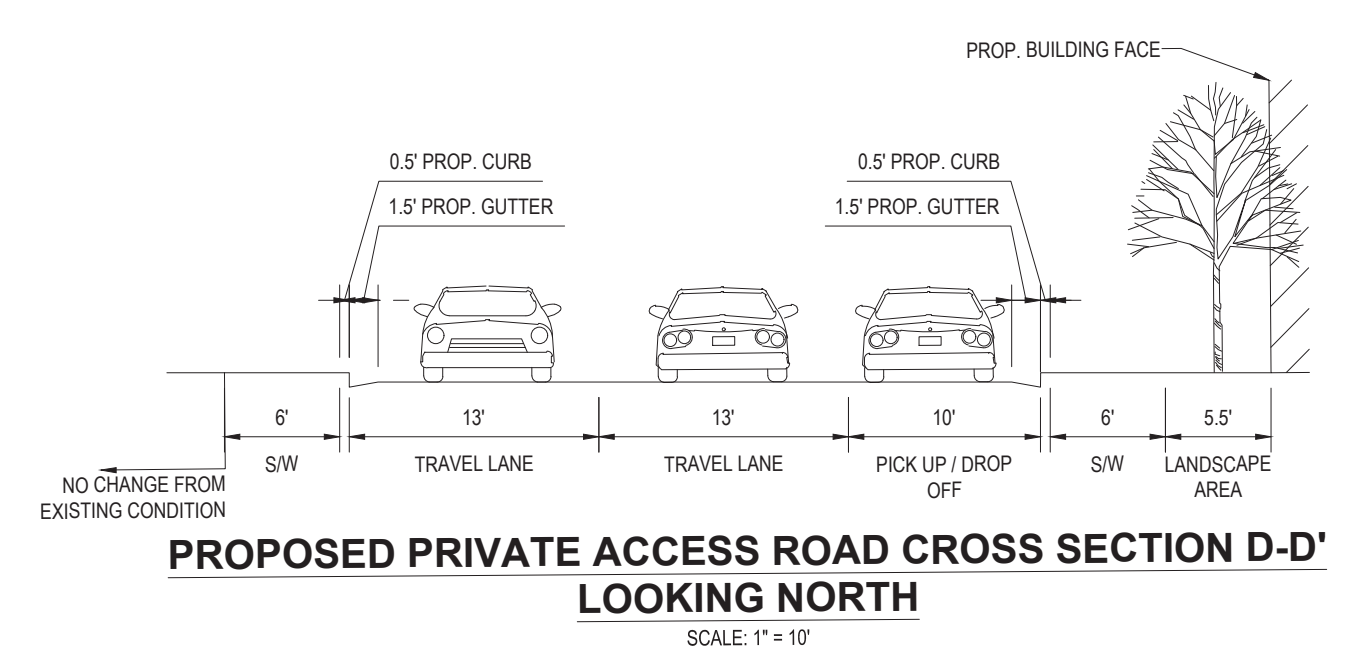 PROP. BUILDING FACE
0.5' PROP. CURB
0.5' PROP. CURB
1.5' PROP. GUTTER
1.5' PROP. GUTTER
6'
13'
13'
10'
6'
5.5'
S/W
TRAVEL LANE
TRAVEL LANE
PICK UP / DROP
OFF
S/W
LANDSCAPE
AREA
NO CHANGE FROM
EXISTING CONDITION
PROPOSED PRIVATE ACCESS ROAD CROSS SECTION D-D'
LOOKING NORTH
SCALE: 1" = 10'